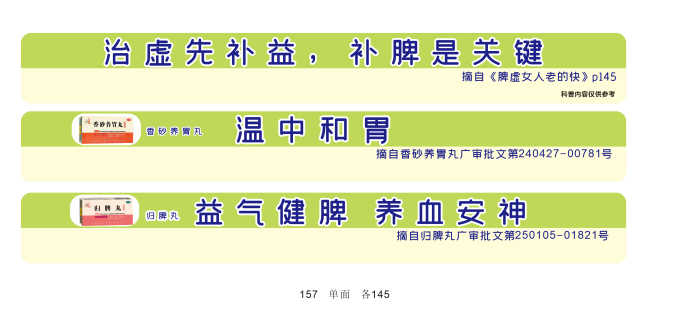 治虚先补益，补脾是关键
摘自《脾虚女人老的快》p145
科普内容仅供参考
香砂养胃丸
香砂养胃丸 温中和胃
摘自香砂养胃丸广审批文第240427-00781号
归脾丸
归脾丸 益气健脾 养血安神
摘自归脾丸广审批文第250105-01821号
157 单面 各145